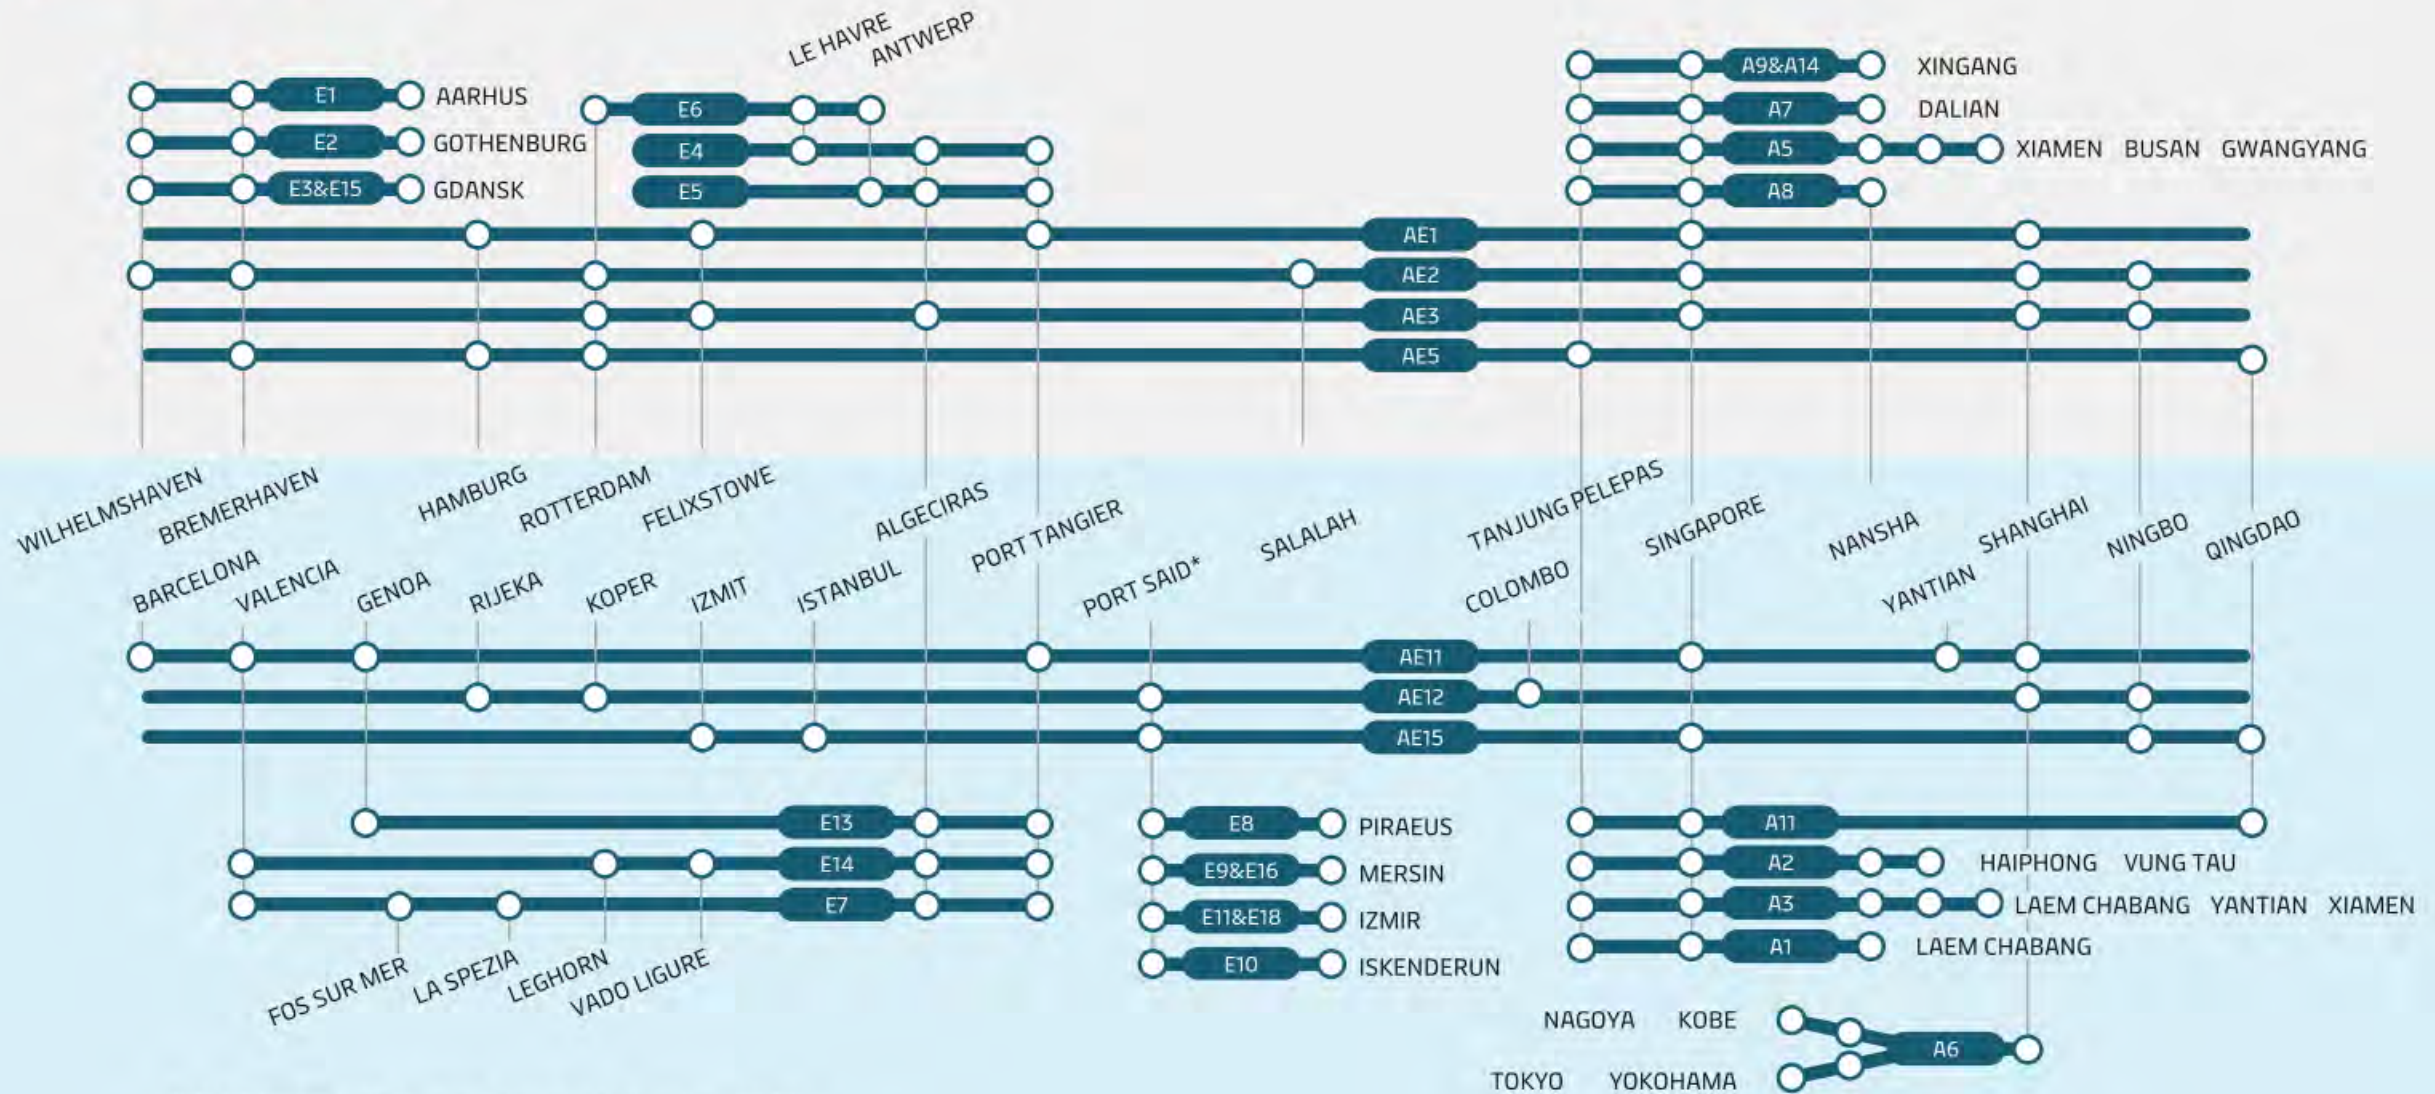 LE HAVRE ANTWERP
E1 AARHUS
E2 GOTHENBURG
E3&E15 GDANSK
E6
E4
E5
A9&A14 XINGANG
A7 DALIAN
A5 XIAMEN BUSAN GWANGYANG
A8
AE1
AE2
AE3
AE5
WILHELMSHAVEN
BREMERHAVEN
HAMBURG
ROTTERDAM
FELIXSTOWE
ALGECIRAS
PORT TANGIER
SALALAH
TANJUNG PELEPAS
SINGAPORE
NANSHA
SHANGHAI
NINGBO
QINGDAO
BARCELONA
VALENCIA
GENOA
RIJEKA
KOPER
IZMIT
ISTANBUL
PORT SAID*
COLOMBO
YANTIAN
AE11
AE12
AE15
E13
E14
E7
FOS SUR MER
LA SPEZIA
LEGHORN
VADO LIGURE
E8 PIRAEUS
E9&E16 MERSIN
E11&E18 IZMIR
E10 ISKENDERUN
A11
A2 HAIPHONG VUNG TAU
A3 LAEM CHABANG YANTIAN XIAMEN
A1 LAEM CHABANG
NAGOYA KOBE
A6
TOKYO YOKOHAMA